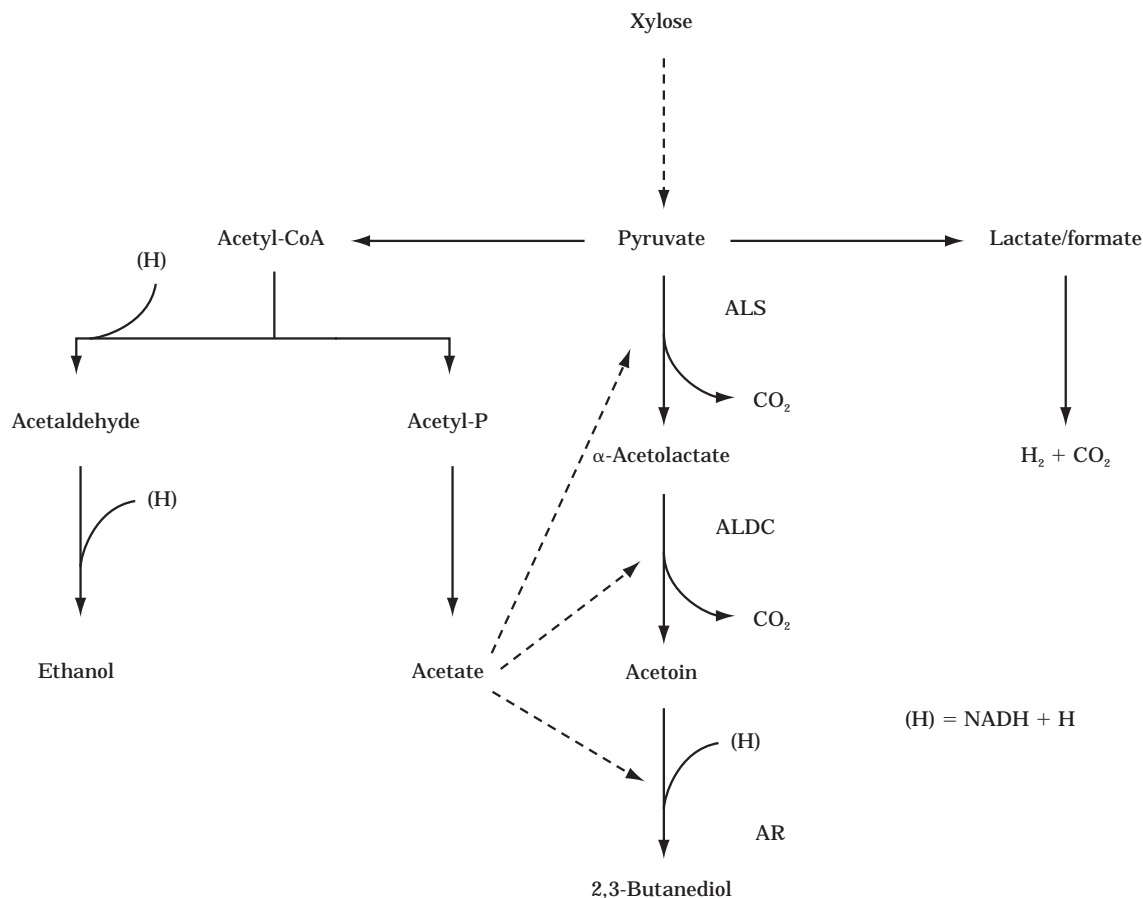 Xylose
Acetyl-CoA
Pyruvate
Lactate/formate
(H)
ALS
CO₂
Acetaldehyde
Acetyl-P
α-Acetolactate
H₂ + CO₂
(H)
ALDC
CO₂
Ethanol
Acetate
Acetoin
(H) = NADH + H
(H)
AR
2,3-Butanediol